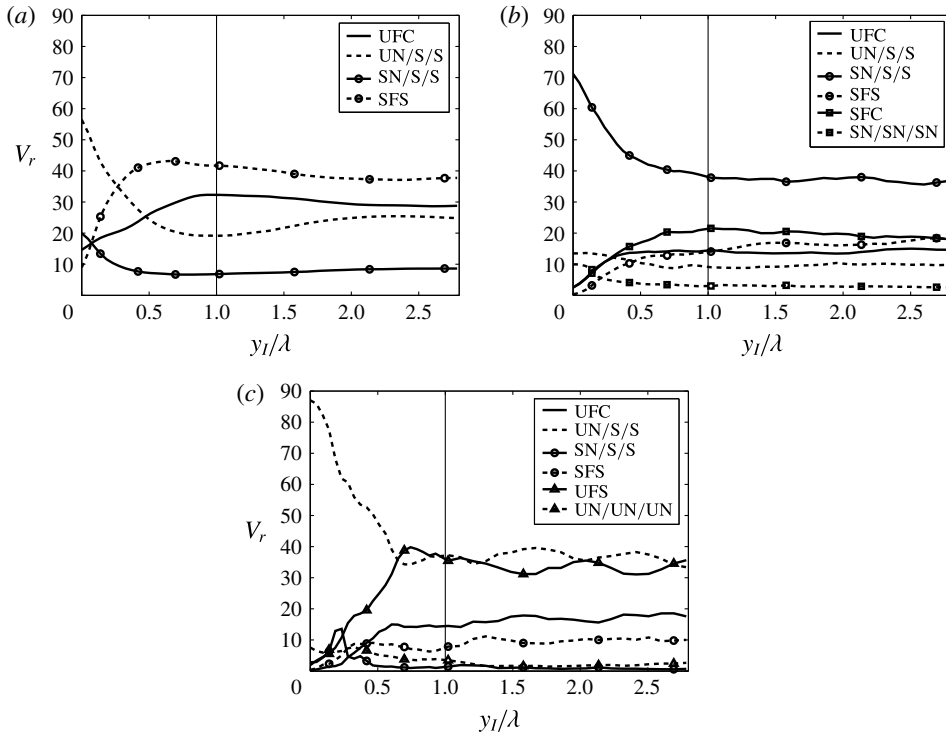 (a)
90
80
70
60
50
40
30
20
10
0
0.5
1.0
1.5
2.0
2.5
V_r
y_I/λ
UFC
UN/S/S
SN/S/S
SFS
(b)
90
80
70
60
50
40
30
20
10
0
0.5
1.0
1.5
2.0
2.5
y_I/λ
UFC
UN/S/S
SN/S/S
SFS
SFC
SN/SN/SN
(c)
90
80
70
60
50
40
30
20
10
0
0.5
1.0
1.5
2.0
2.5
V_r
y_I/λ
UFC
UN/S/S
SN/S/S
SFS
UFS
UN/UN/UN